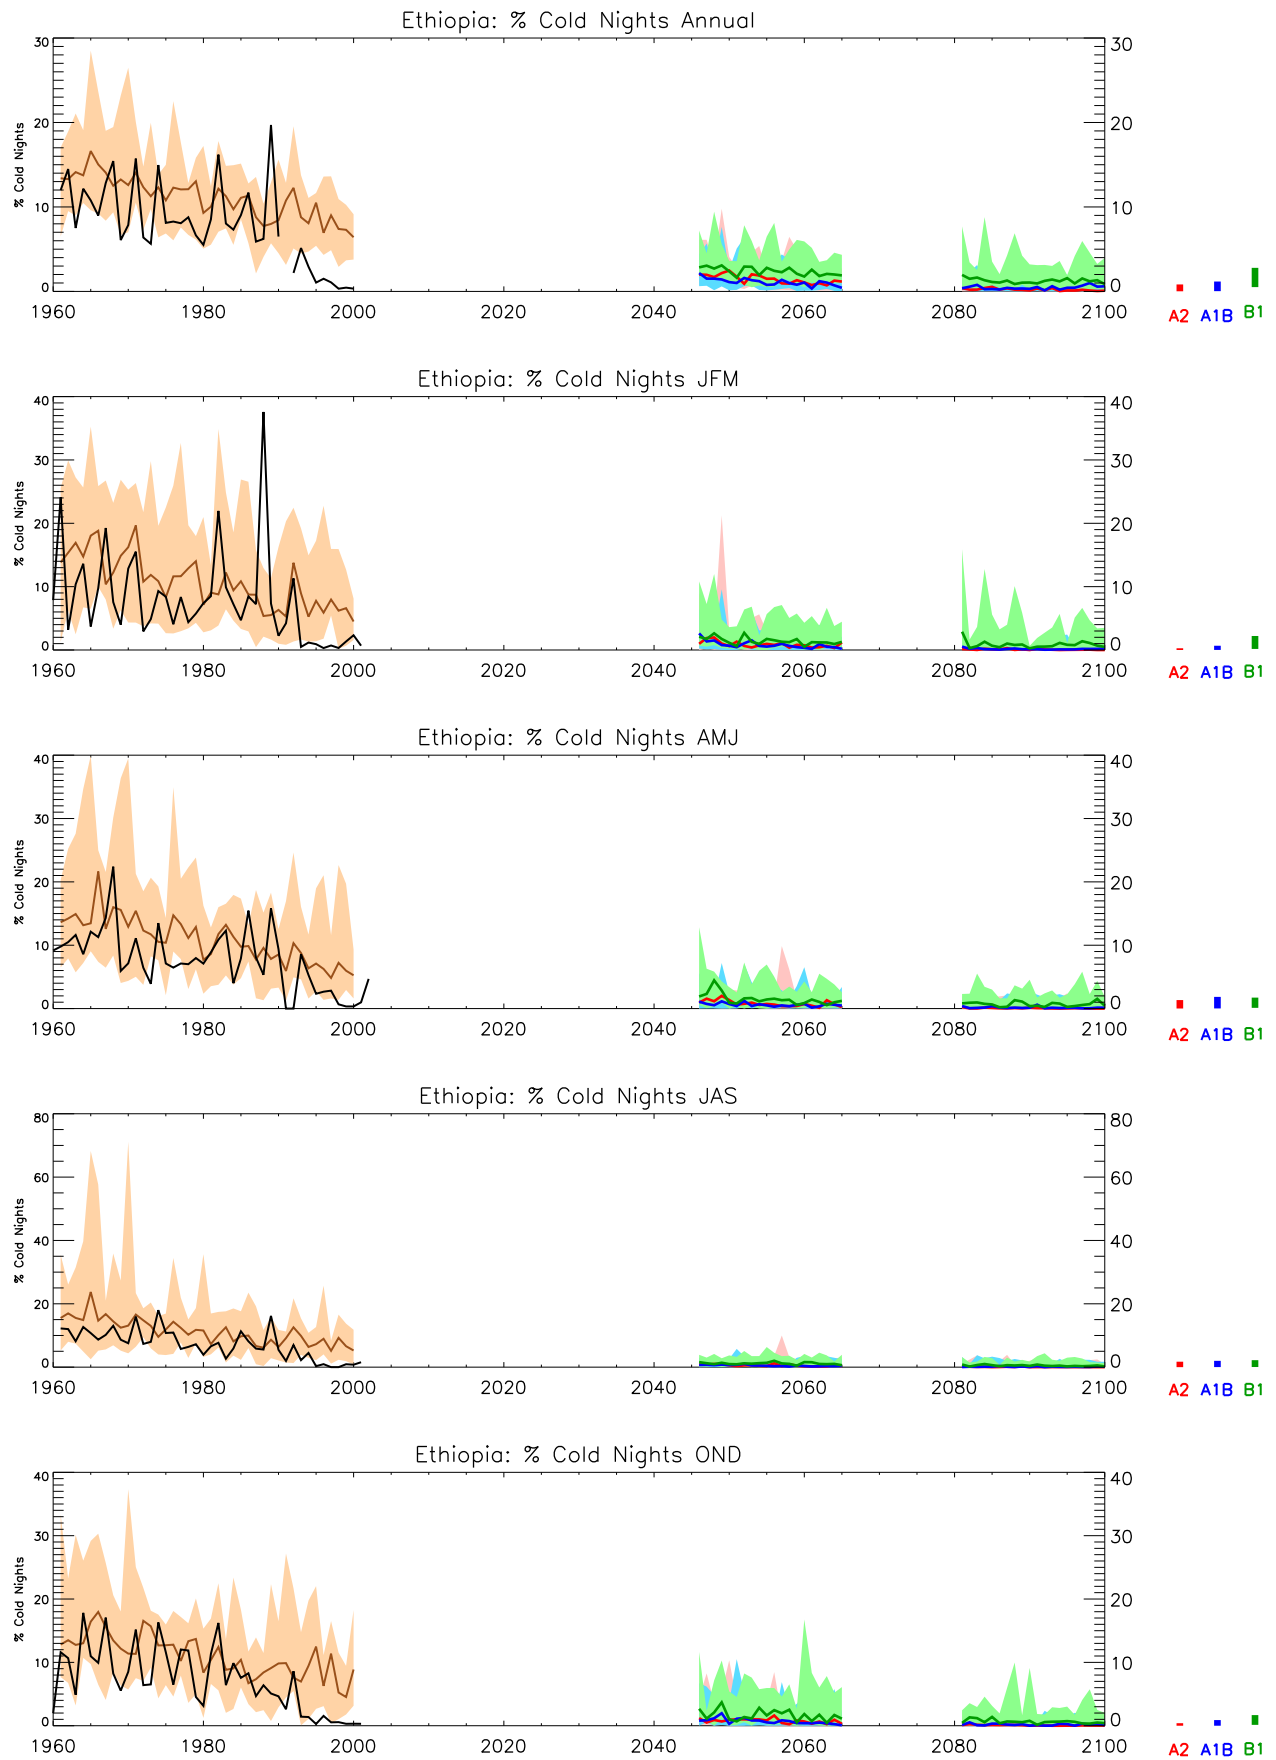 Ethiopia: % Cold Nights Annual
% Cold Nights
30 30
20 20
10 10
0 0
1960 1980 2000 2020 2040 2060 2080 2100
A2 A1B B1
Ethiopia: % Cold Nights JFM
% Cold Nights
40 40
30 30
20 20
10 10
0 0
1960 1980 2000 2020 2040 2060 2080 2100
A2 A1B B1
Ethiopia: % Cold Nights AMJ
% Cold Nights
40 40
30 30
20 20
10 10
0 0
1960 1980 2000 2020 2040 2060 2080 2100
A2 A1B B1
Ethiopia: % Cold Nights JAS
% Cold Nights
80 80
60 60
40 40
20 20
0 0
1960 1980 2000 2020 2040 2060 2080 2100
A2 A1B B1
Ethiopia: % Cold Nights OND
% Cold Nights
40 40
30 30
20 20
10 10
0 0
1960 1980 2000 2020 2040 2060 2080 2100
A2 A1B B1